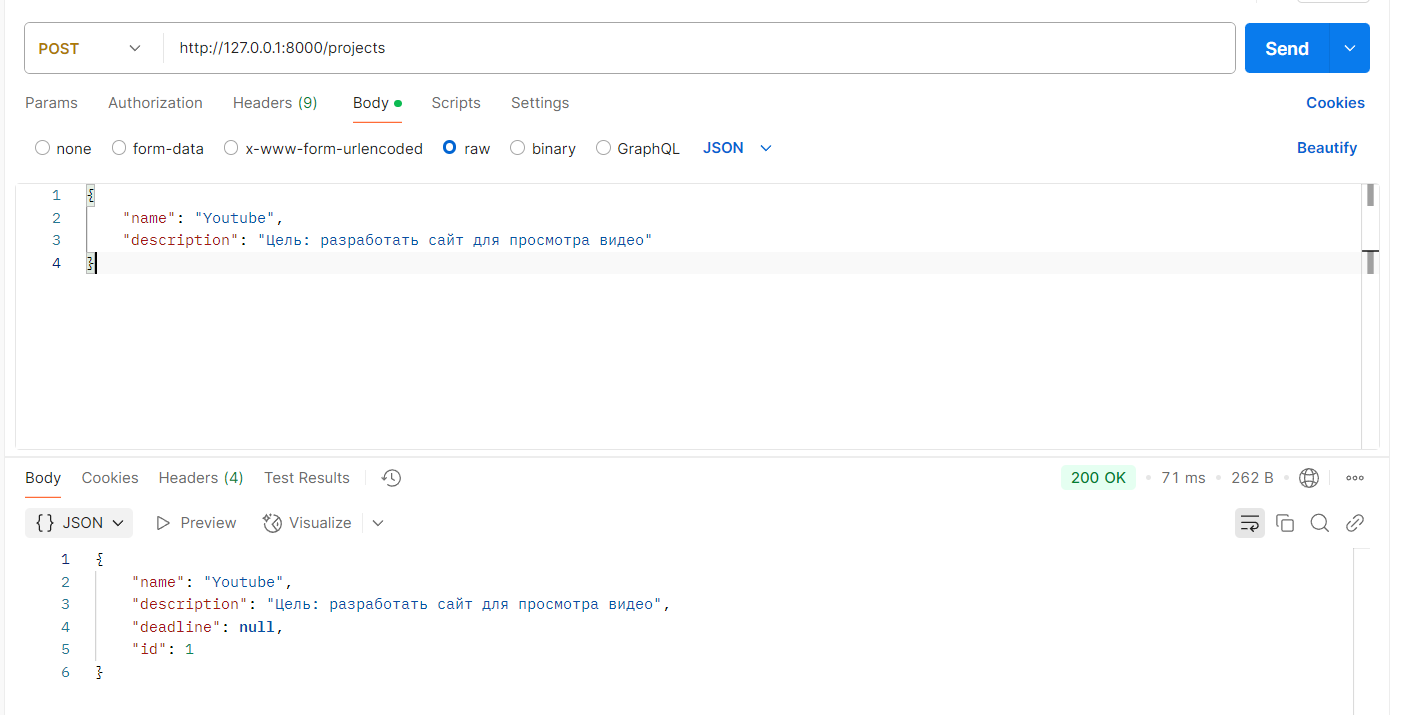 POST http://127.0.0.1:8000/projects Send
Params Authorization Headers (9) Body Scripts Settings Cookies
none form-data x-www-form-urlencoded raw binary GraphQL JSON Beautify
1 {
2 "name": "Youtube",
3 "description": "Цель: разработать сайт для просмотра видео"
4 }
Body Cookies Headers (4) Test Results 200 OK 71 ms 262 B
{} JSON Preview Visualize
1 {
2 "name": "Youtube",
3 "description": "Цель: разработать сайт для просмотра видео",
4 "deadline": null,
5 "id": 1
6 }